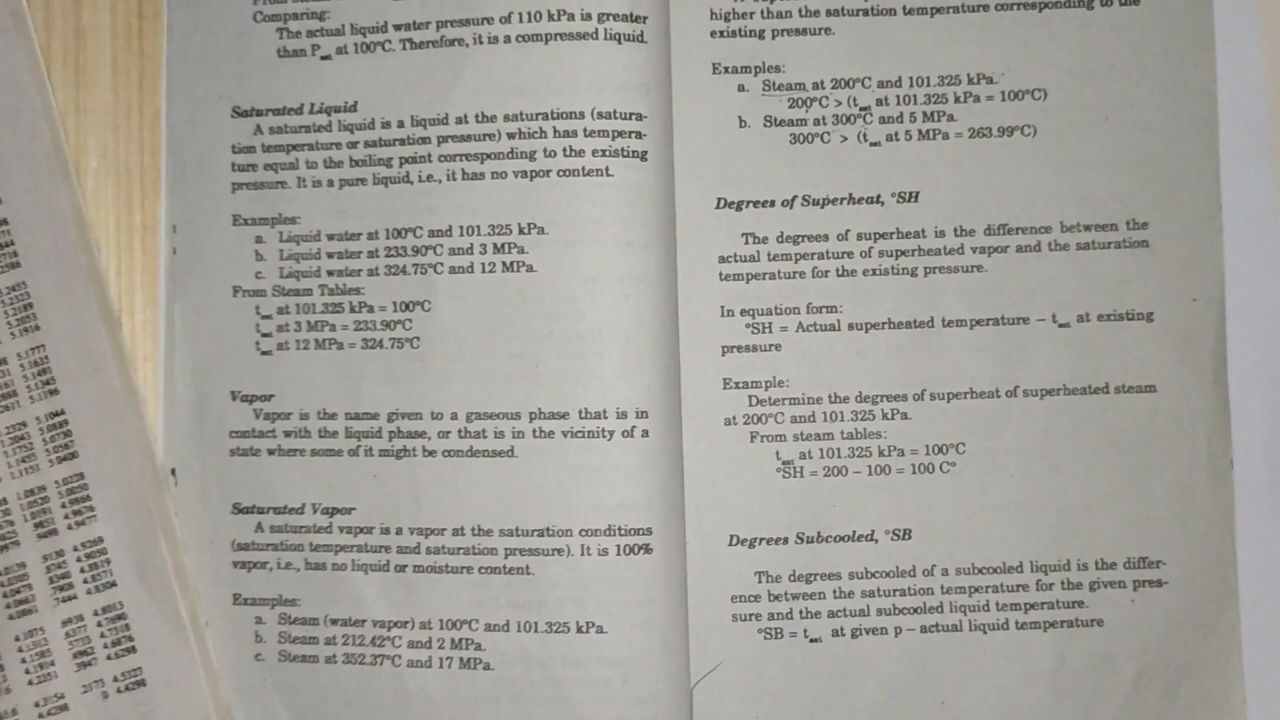 Comparing:
The actual liquid water pressure of 110 kPa is greater
than P_sat at 100°C. Therefore, it is a compressed liquid.
Saturated Liquid
A saturated liquid is a liquid at the saturations (satura-
tion temperature or saturation pressure) which has tempera-
ture equal to the boiling point corresponding to the existing
pressure. It is a pure liquid, i.e., it has no vapor content.
Examples:
a. Liquid water at 100°C and 101.325 kPa.
b. Liquid water at 233.90°C and 3 MPa.
c. Liquid water at 324.75°C and 12 MPa.
From Steam Tables:
t_sat at 101.325 kPa = 100°C
t_sat at 3 MPa = 233.90°C
t_sat at 12 MPa = 324.75°C
Vapor
Vapor is the name given to a gaseous phase that is in
contact with the liquid phase, or that is in the vicinity of a
state where some of it might be condensed.
Saturated Vapor
A saturated vapor is a vapor at the saturation conditions
(saturation temperature and saturation pressure). It is 100%
vapor, i.e., has no liquid or moisture content.
Examples:
a. Steam (water vapor) at 100°C and 101.325 kPa.
b. Steam at 212.42°C and 2 MPa.
c. Steam at 352.37°C and 17 MPa.
higher than the saturation temperature corresponding to the
existing pressure.
Examples:
a. Steam at 200°C and 101.325 kPa.
200°C > (t_sat at 101.325 kPa = 100°C)
b. Steam at 300°C and 5 MPa.
300°C > (t_sat at 5 MPa = 263.99°C)
Degrees of Superheat, °SH
The degrees of superheat is the difference between the
actual temperature of superheated vapor and the saturation
temperature for the existing pressure.
In equation form:
°SH = Actual superheated temperature – t_sat at existing
pressure
Example:
Determine the degrees of superheat of superheated steam
at 200°C and 101.325 kPa.
From steam tables:
t_sat at 101.325 kPa = 100°C
°SH = 200 – 100 = 100 C°
Degrees Subcooled, °SB
The degrees subcooled of a subcooled liquid is the differ-
ence between the saturation temperature for the given pres-
sure and the actual subcooled liquid temperature.
°SB = t_sat at given p – actual liquid temperature